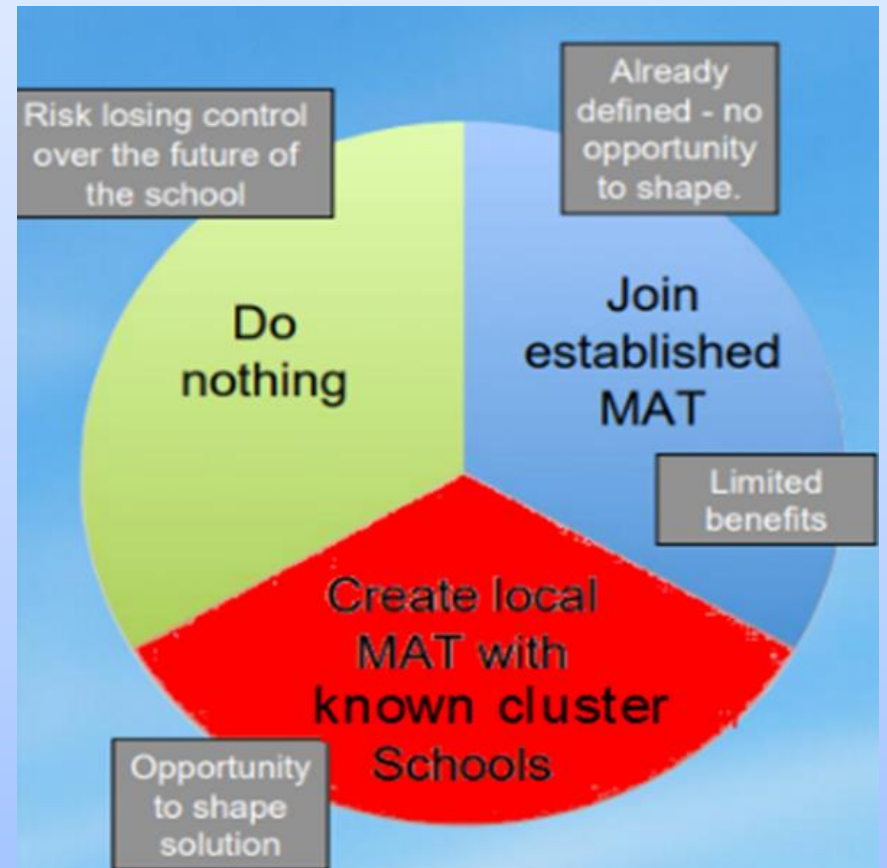 Risk losing control
over the future of
the school
Already
defined - no
opportunity
to shape.
Do
nothing
Join
established
MAT
Limited
benefits
Create local
MAT with
known cluster
Schools
Opportunity
to shape
solution